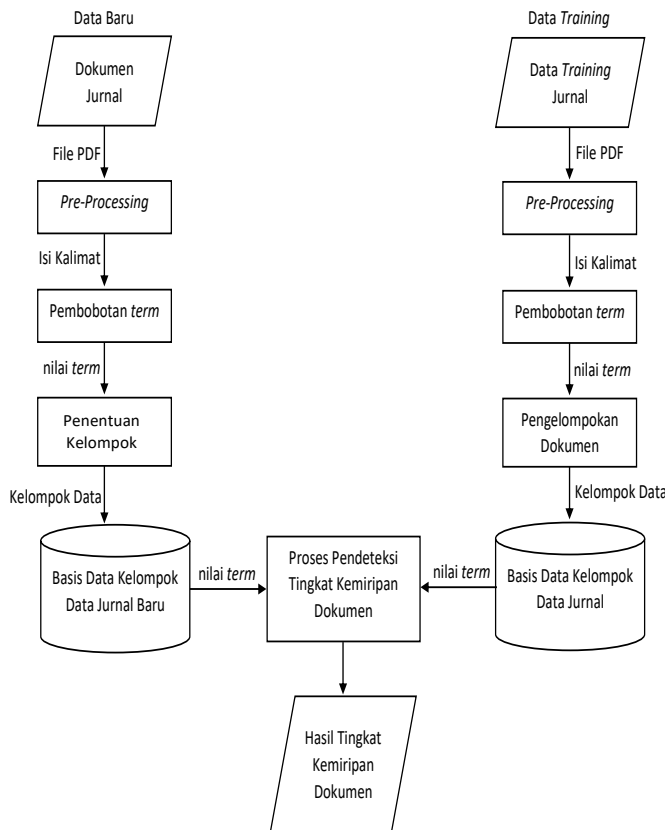 Data Baru
Dokumen
Jurnal
File PDF
Pre-Processing
Isi Kalimat
Pembobotan term
nilai term
Penentuan
Kelompok
Kelompok Data
Basis Data Kelompok
Data Jurnal Baru
nilai term
Data Training
Data Training
Jurnal
File PDF
Pre-Processing
Isi Kalimat
Pembobotan term
nilai term
Pengelompokan
Dokumen
Kelompok Data
Basis Data Kelompok
Data Jurnal
nilai term
Proses Pendeteksi
Tingkat Kemiripan
Dokumen
Hasil Tingkat
Kemiripan
Dokumen